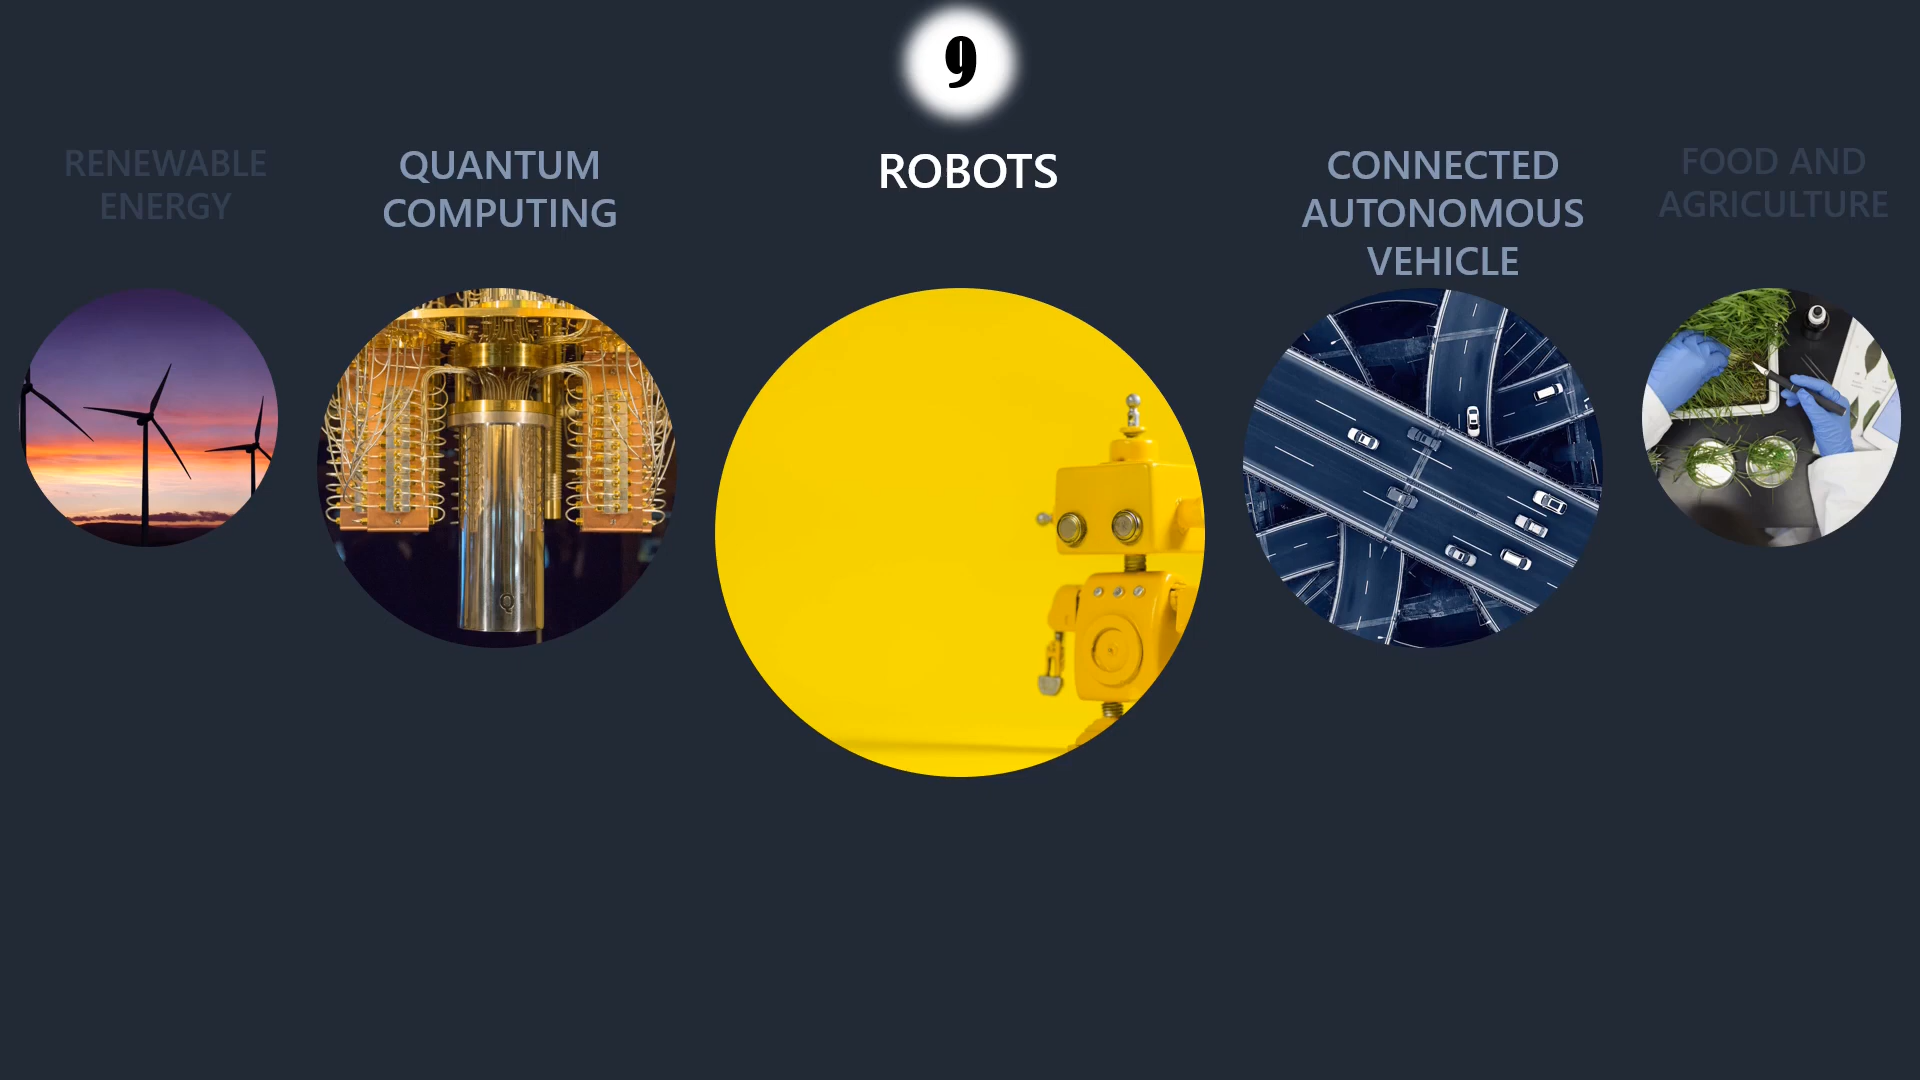 9
RENEWABLE
ENERGY
QUANTUM
COMPUTING
ROBOTS
CONNECTED
AUTONOMOUS
VEHICLE
FOOD AND
AGRICULTURE
Q